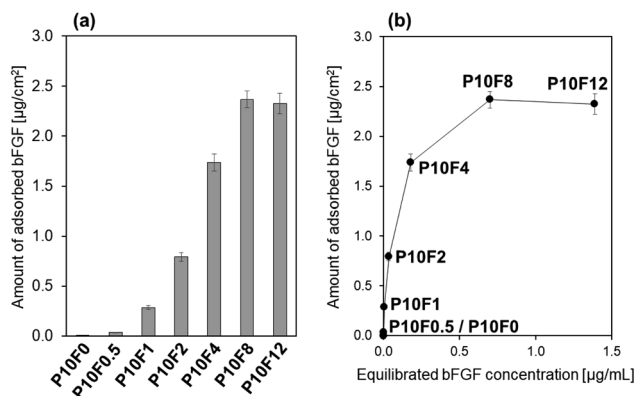 (a)
Amount of adsorbed bFGF [µg/cm²]
3.0
2.5
2.0
1.5
1.0
0.5
0.0
P10F0
P10F0.5
P10F1
P10F2
P10F4
P10F8
P10F12
(b)
Amount of adsorbed bFGF [µg/cm²]
3.0
2.5
2.0
1.5
1.0
0.5
0.0
P10F8
P10F12
P10F4
P10F2
P10F1
P10F0.5 / P10F0
0.0
0.5
1.0
1.5
Equilibrated bFGF concentration [µg/mL]